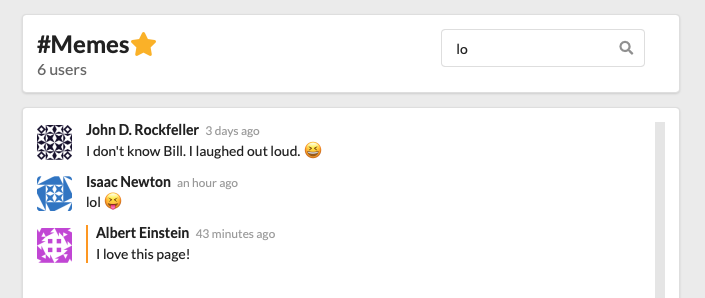 #Memes⭐
6 users
lo
John D. Rockfeller 3 days ago
I don't know Bill. I laughed out loud. 😆
Isaac Newton an hour ago
lol 😝
Albert Einstein 43 minutes ago
I love this page!